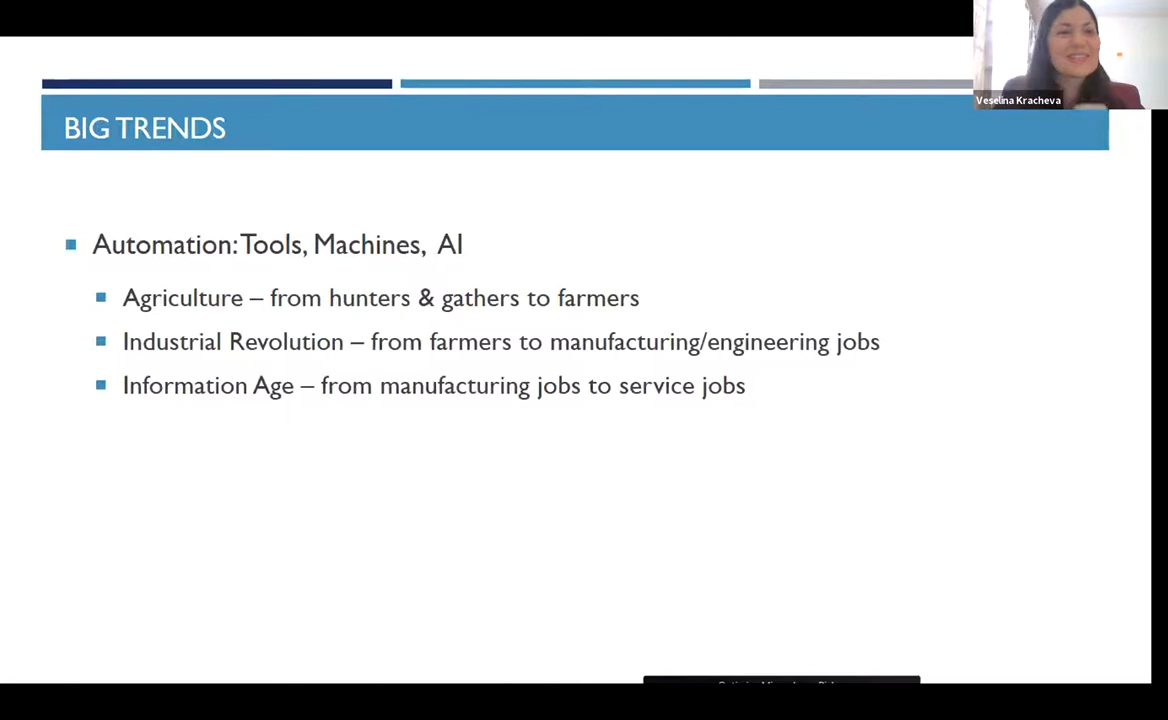 Veselina Kracheva
BIG TRENDS
Automation: Tools, Machines, AI
Agriculture – from hunters & gathers to farmers
Industrial Revolution – from farmers to manufacturing/engineering jobs
Information Age – from manufacturing jobs to service jobs